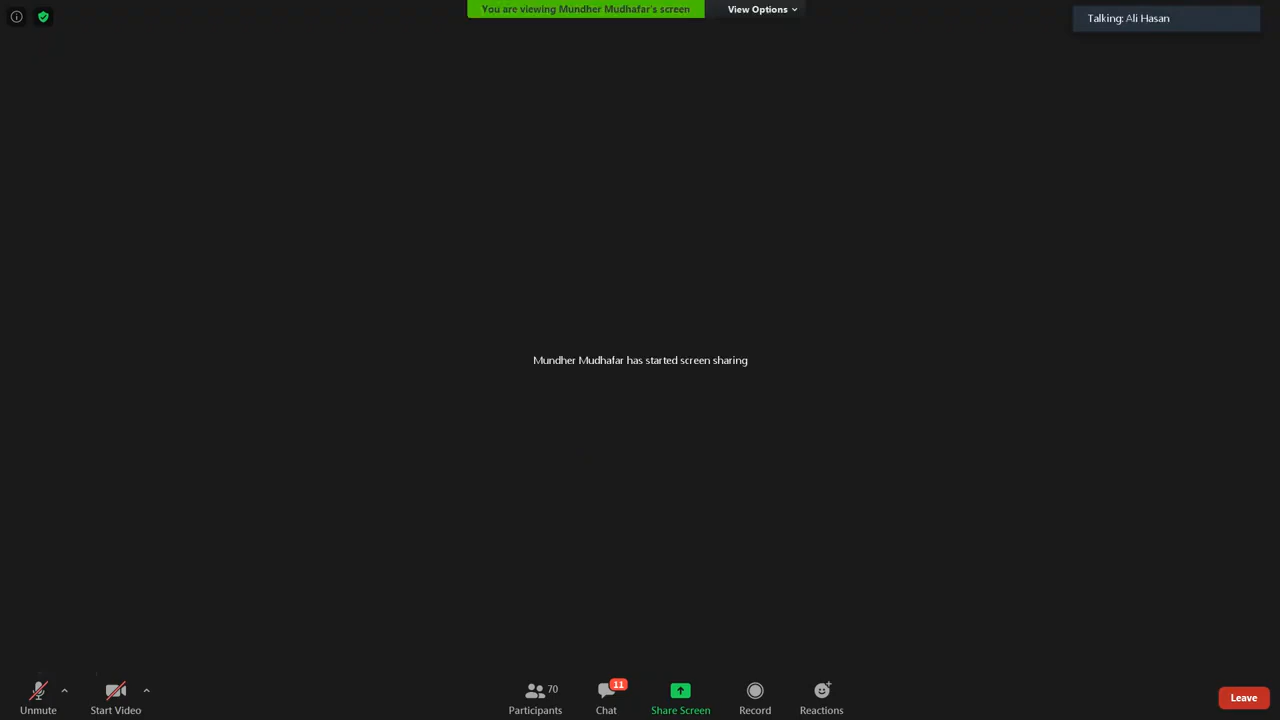 You are viewing Mundher Mudhafar's screen
View Options
Talking: Ali Hasan
Mundher Mudhafar has started screen sharing
Unmute
Start Video
70
Participants
11
Chat
Share Screen
Record
Reactions
Leave